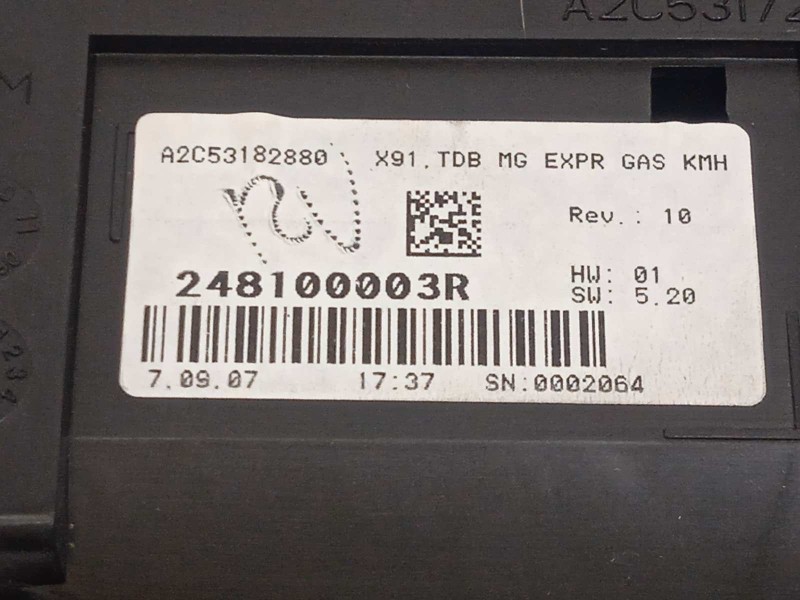 A2C53172
A2C53182880 X91.TDB MG EXPR GAS KMH
Rev.: 10
248100003R
HW: 01
SW: 5.20
7.09.07 17:37 SN:0002064